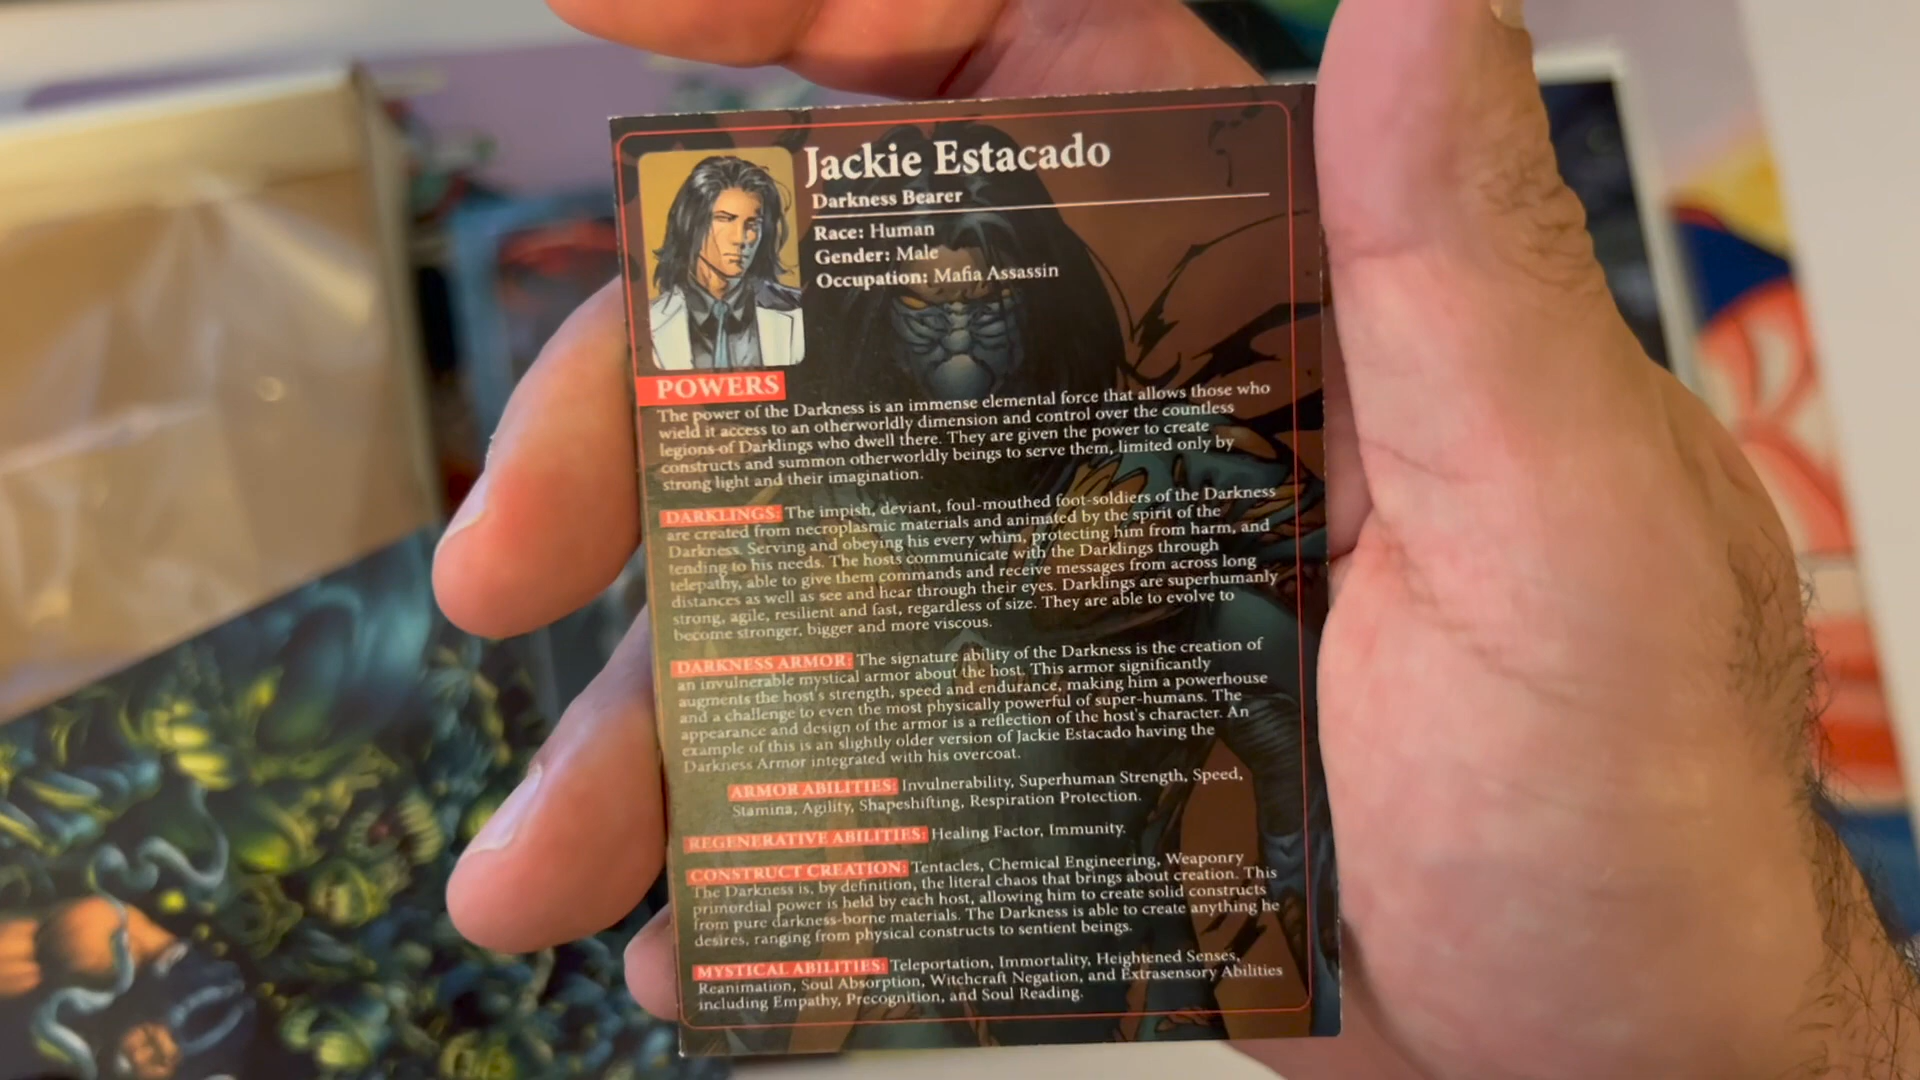 Jackie Estacado
Darkness Bearer
Race: Human
Gender: Male
Occupation: Mafia Assassin
POWERS
The power of the Darkness is an immense elemental force that allows those who
wield it access to an otherworldly dimension and control over the countless
legions of Darklings who dwell there. They are given the power to create
constructs and summon otherworldly beings to serve them, limited only by
strong light and their imagination.
DARKLINGS: The impish, deviant, foul-mouthed foot-soldiers of the Darkness
are created from necroplasmic materials and animated by the spirit of the
Darkness. Serving and obeying his every whim, protecting him from harm, and
tending to his needs. The hosts communicate with the Darklings through
telepathy, able to give them commands and receive messages from across long
distances as well as see and hear through their eyes. Darklings are superhumanly
strong, agile, resilient and fast, regardless of size. They are able to evolve to
become stronger, bigger and more viscous.
DARKNESS ARMOR: The signature ability of the Darkness is the creation of
an invulnerable mystical armor about the host. This armor significantly
augments the host's strength, speed and endurance, making him a powerhouse
and a challenge to even the most physically powerful of super-humans. The
appearance and design of the armor is a reflection of the host's character. An
example of this is an slightly older version of Jackie Estacado having the
Darkness Armor integrated with his overcoat.
ARMOR ABILITIES: Invulnerability, Superhuman Strength, Speed,
Stamina, Agility, Shapeshifting, Respiration Protection.
REGENERATIVE ABILITIES: Healing Factor, Immunity.
CONSTRUCT CREATION: Tentacles, Chemical Engineering, Weaponry
The Darkness is, by definition, the literal chaos that brings about creation. This
primordial power is held by each host, allowing him to create solid constructs
from pure darkness-borne materials. The Darkness is able to create anything he
desires, ranging from physical constructs to sentient beings.
MYSTICAL ABILITIES: Teleportation, Immortality, Heightened Senses,
Reanimation, Soul Absorption, Witchcraft Negation, and Extrasensory Abilities
including Empathy, Precognition, and Soul Reading.